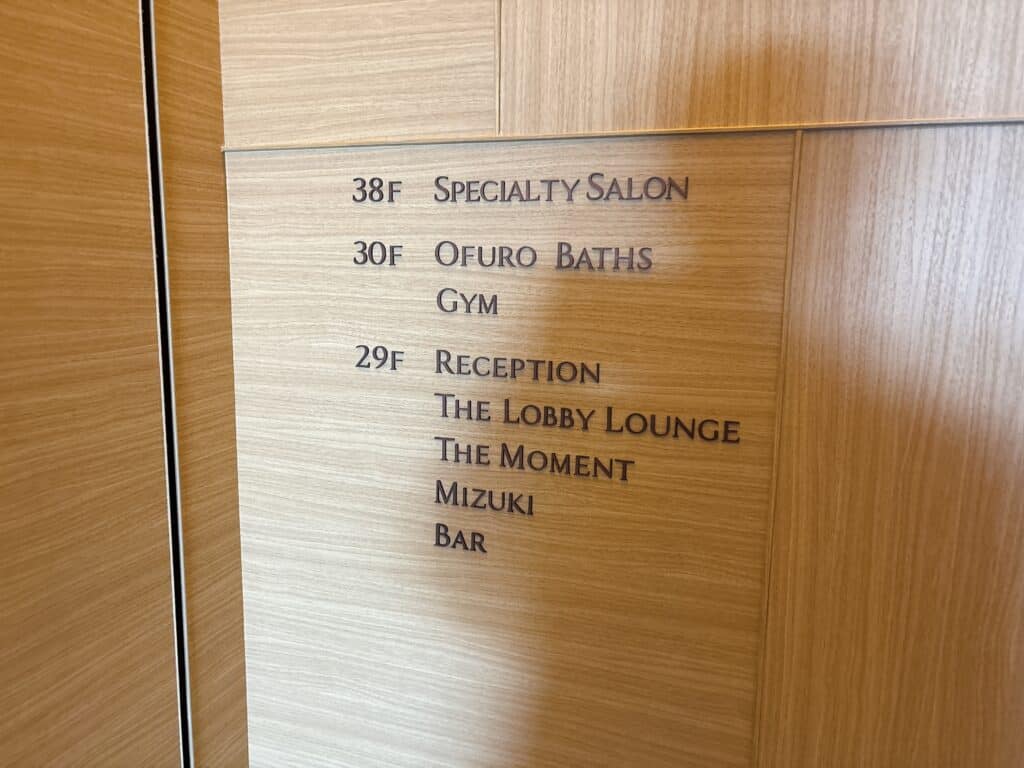 38F SPECIALTY SALON
30F OFURO BATHS
GYM
29F RECEPTION
THE LOBBY LOUNGE
THE MOMENT
MIZUKI
BAR